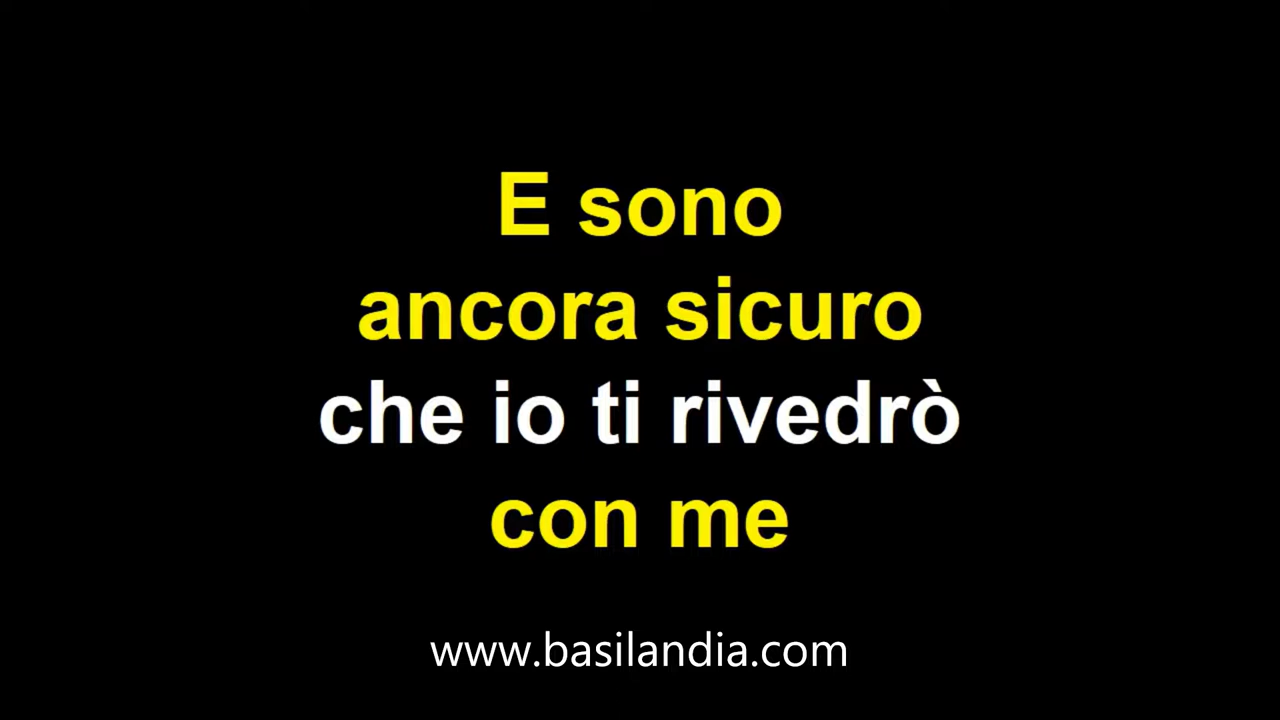 E sono
ancora sicuro
che io ti rivedrò
con me
www.basilandia.com